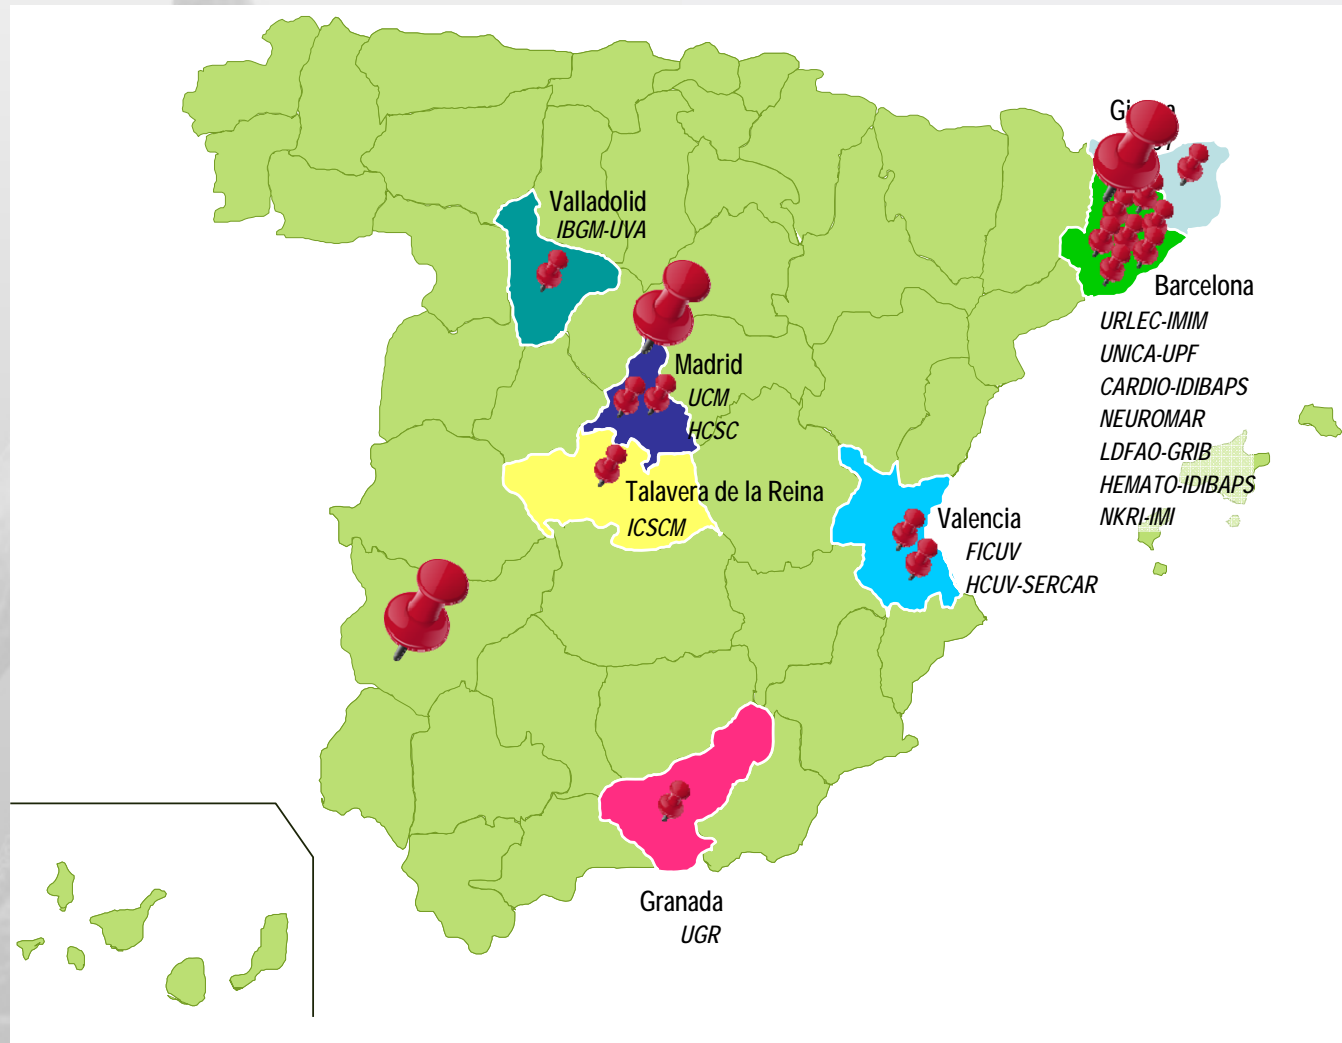 Valladolid
IBGM-UVA
Madrid
UCM
HCSC
Talavera de la Reina
ICSCM
Valencia
FICUV
HCUV-SERCAR
Granada
UGR
Barcelona
URLEC-IMIM
UNICA-UPF
CARDIO-IDIBAPS
NEUROMAR
LDFAO-GRIB
HEMATO-IDIBAPS
NKRI-IMI